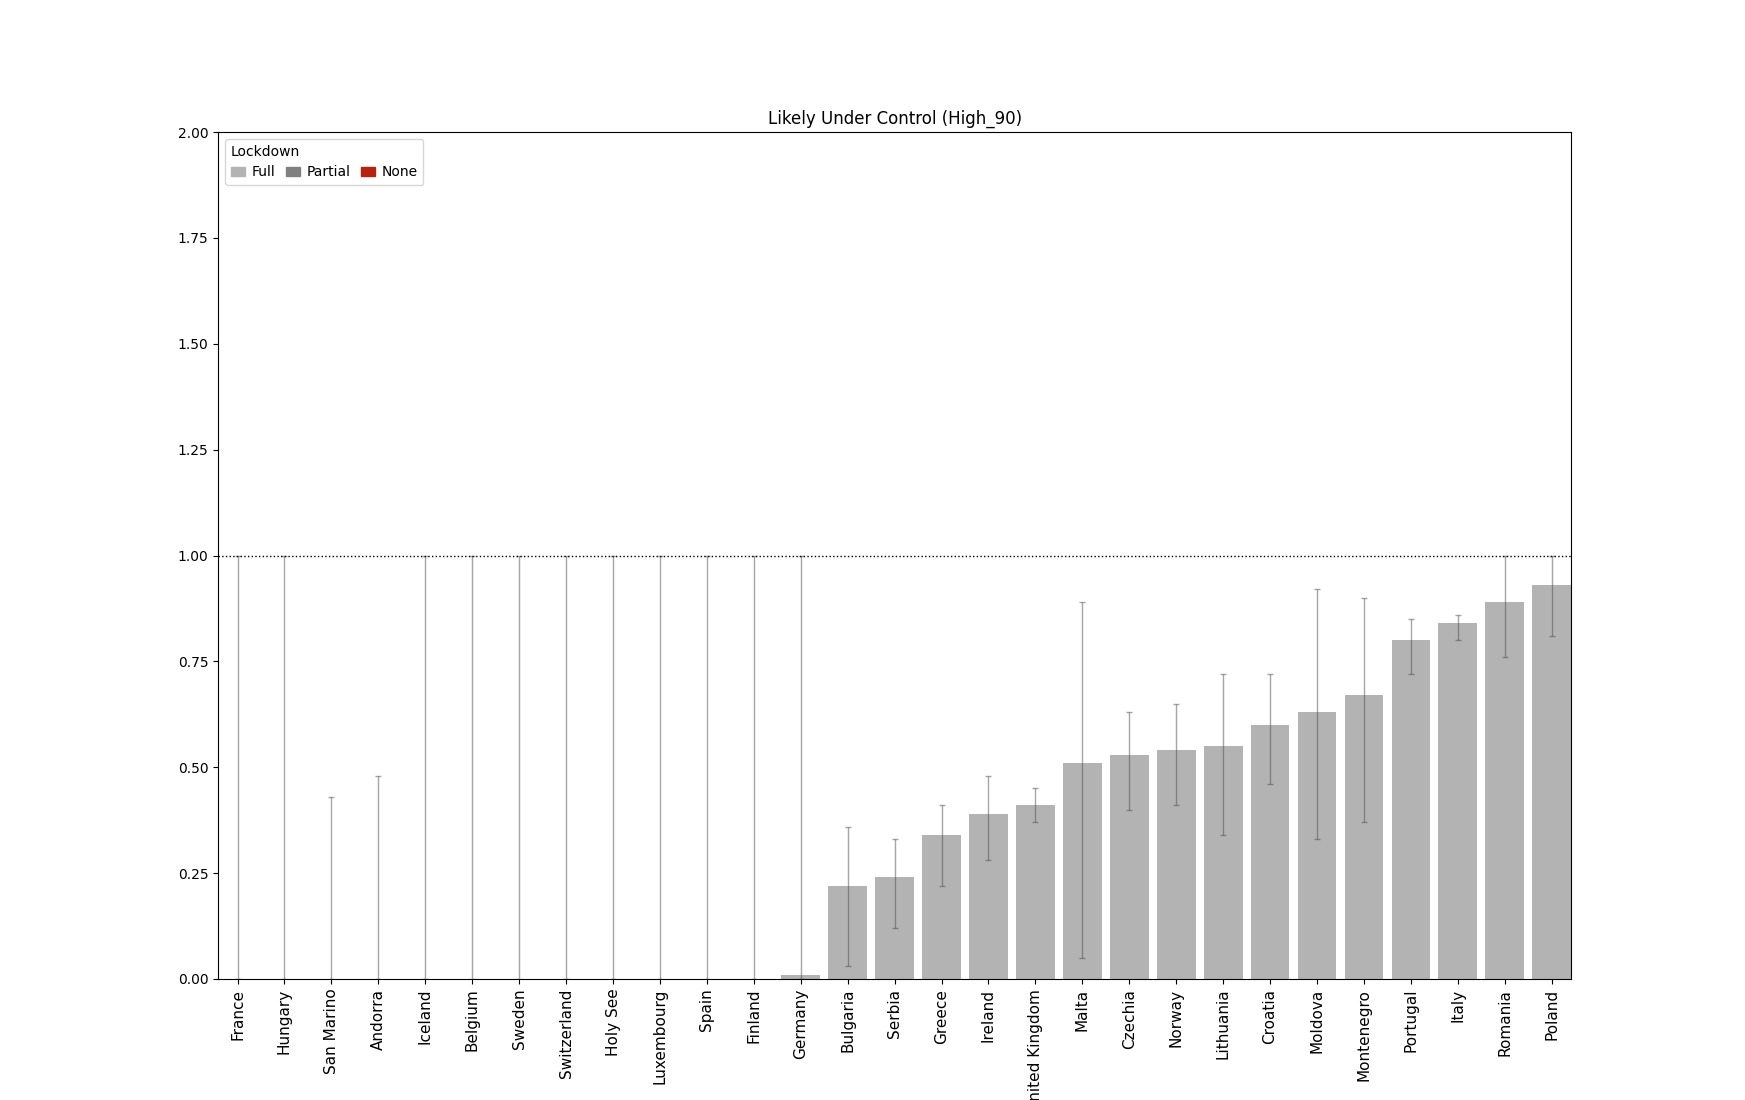 Likely Under Control (High_90)
2.00
Lockdown
Full Partial None
1.75
1.50
1.25
1.00
0.75
0.50
0.25
0.00
France
Hungary
San Marino
Andorra
Iceland
Belgium
Sweden
Switzerland
Holy See
Luxembourg
Spain
Finland
Germany
Bulgaria
Serbia
Greece
Ireland
nited Kingdom
Malta
Czechia
Norway
Lithuania
Croatia
Moldova
Montenegro
Portugal
Italy
Romania
Poland